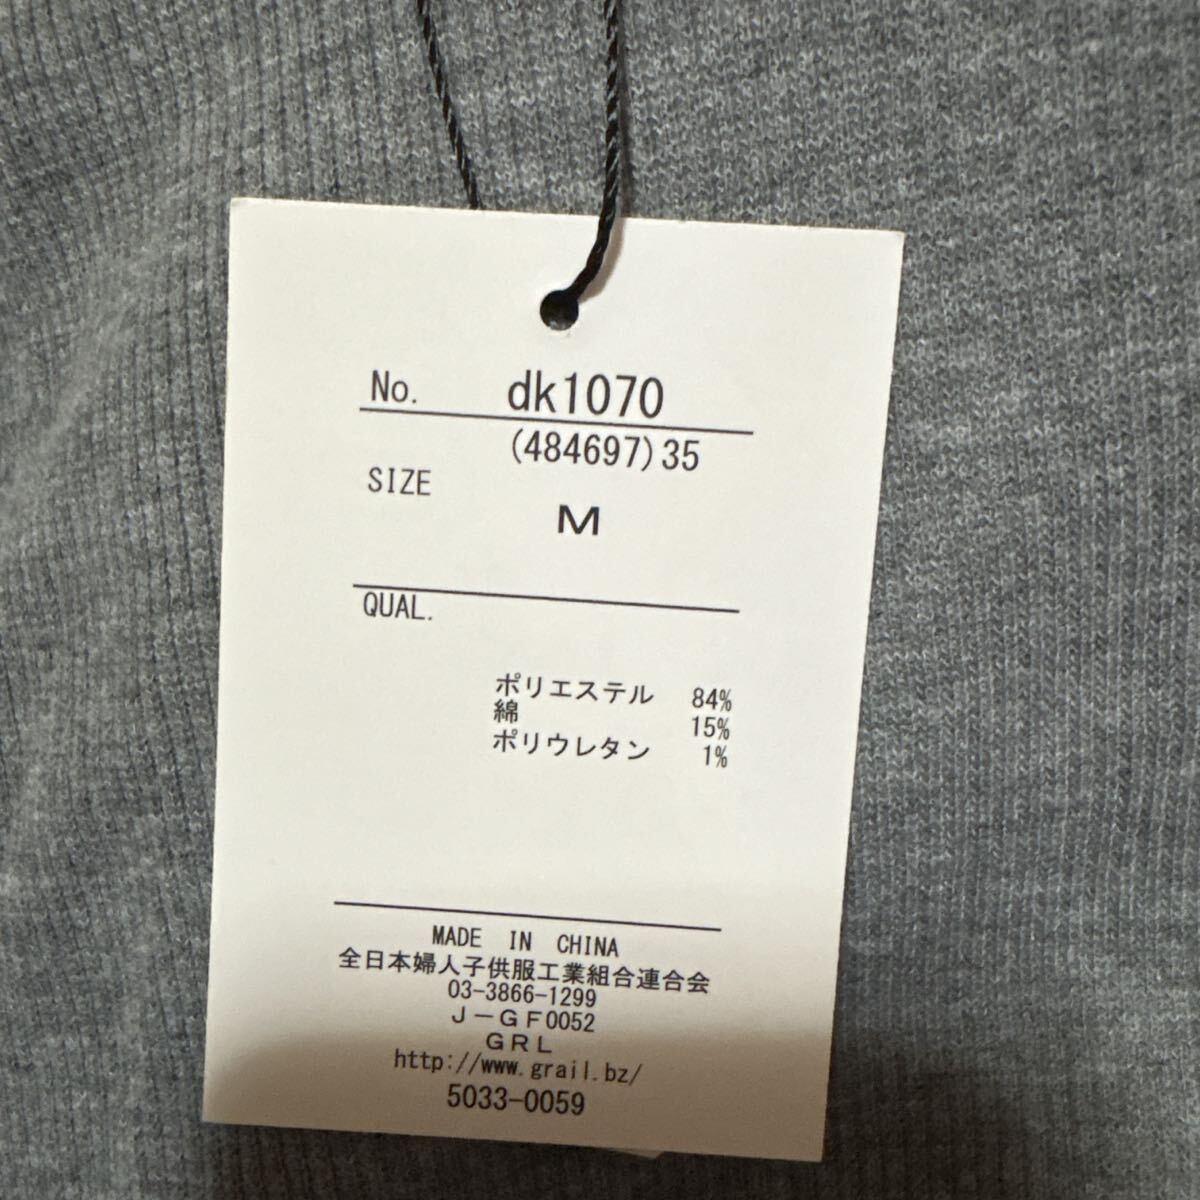 No. dk1070
(484697)35
SIZE
M
QUAL.
ポリエステル 84%
綿 15%
ポリウレタン 1%
MADE IN CHINA
全日本婦人子供服工業組合連合会
03-3866-1299
J-GF0052
GRL
http://www.grail.bz/
5033-0059